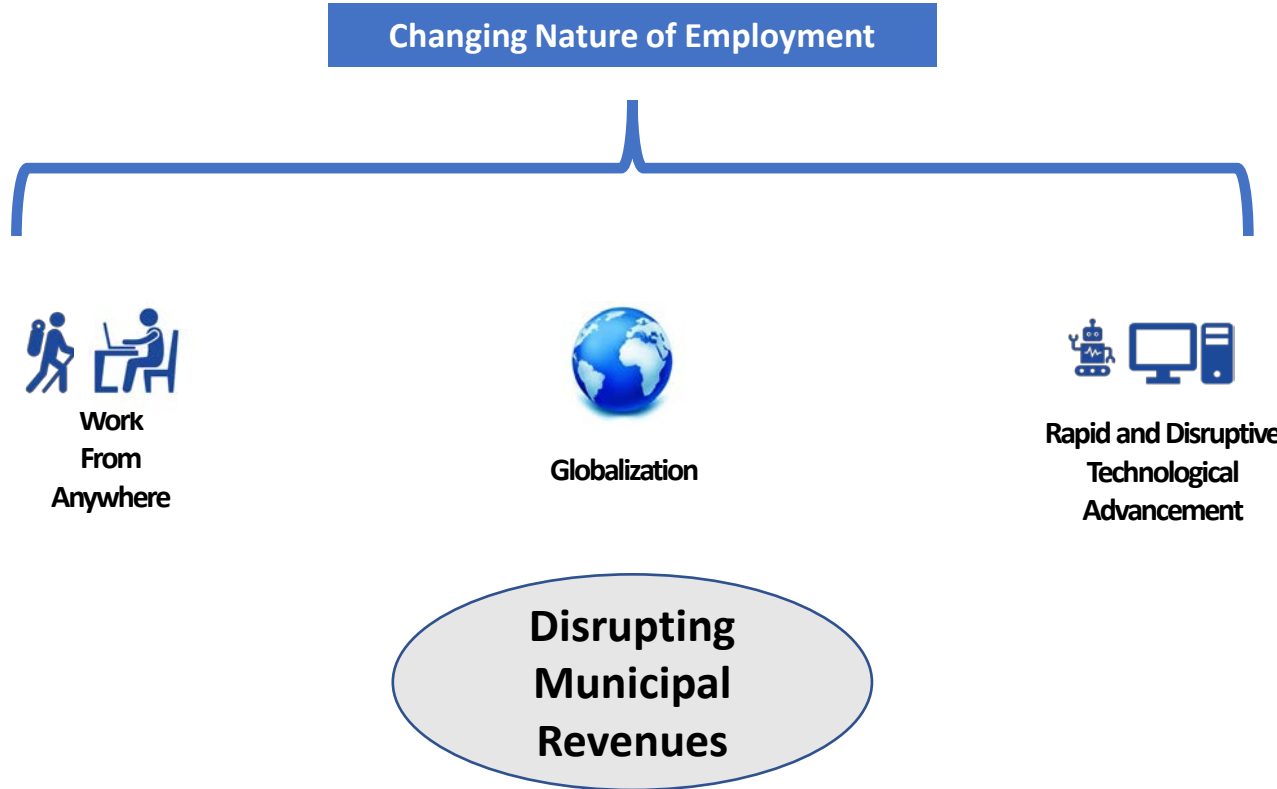 Changing Nature of Employment
Work
From
Anywhere
Globalization
Rapid and Disruptive
Technological
Advancement
Disrupting
Municipal
Revenues